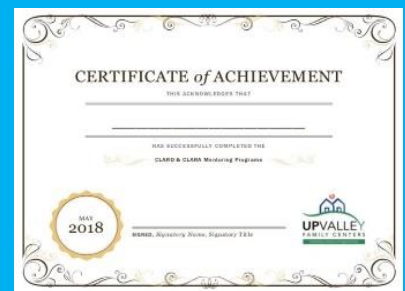 CERTIFICATE of ACHIEVEMENT
THIS ACKNOWLEDGES THAT
HAS SUCCESSFULLY COMPLETED THE
CLARO & CLARA Mentoring Programs
MAY
2018
SIGNED, Signatory Name, Signatory Title
UPVALLEY
FAMILY CENTERS